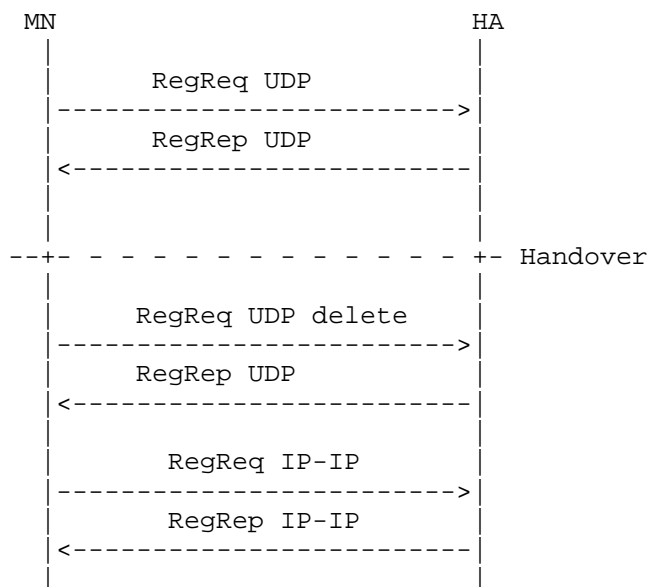 MN HA
RegReq UDP
RegRep UDP
Handover
RegReq UDP delete
RegRep UDP
RegReq IP-IP
RegRep IP-IP